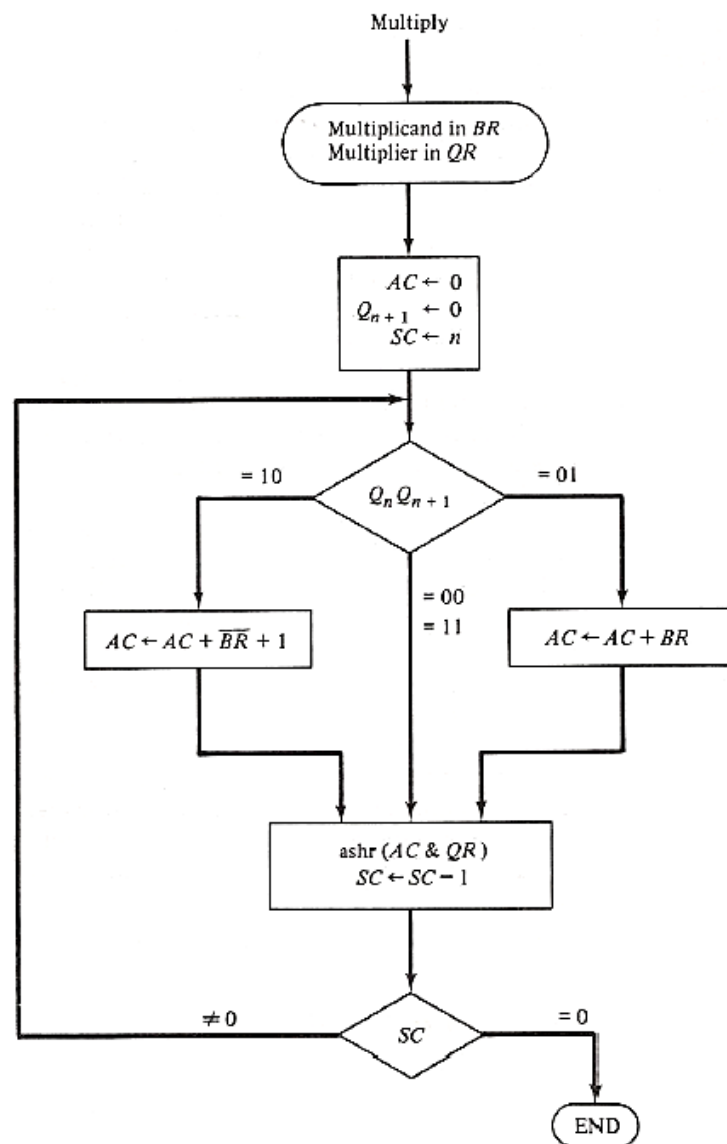 Multiply
Multiplicand in BR
Multiplier in QR
AC ← 0
Qₙ₊₁ ← 0
SC ← n
= 10
QₙQₙ₊₁
= 01
= 00
= 11
AC ← AC + B̅R̅ + 1
AC ← AC + BR
ashr (AC & QR)
SC ← SC − 1
≠ 0
SC
= 0
END